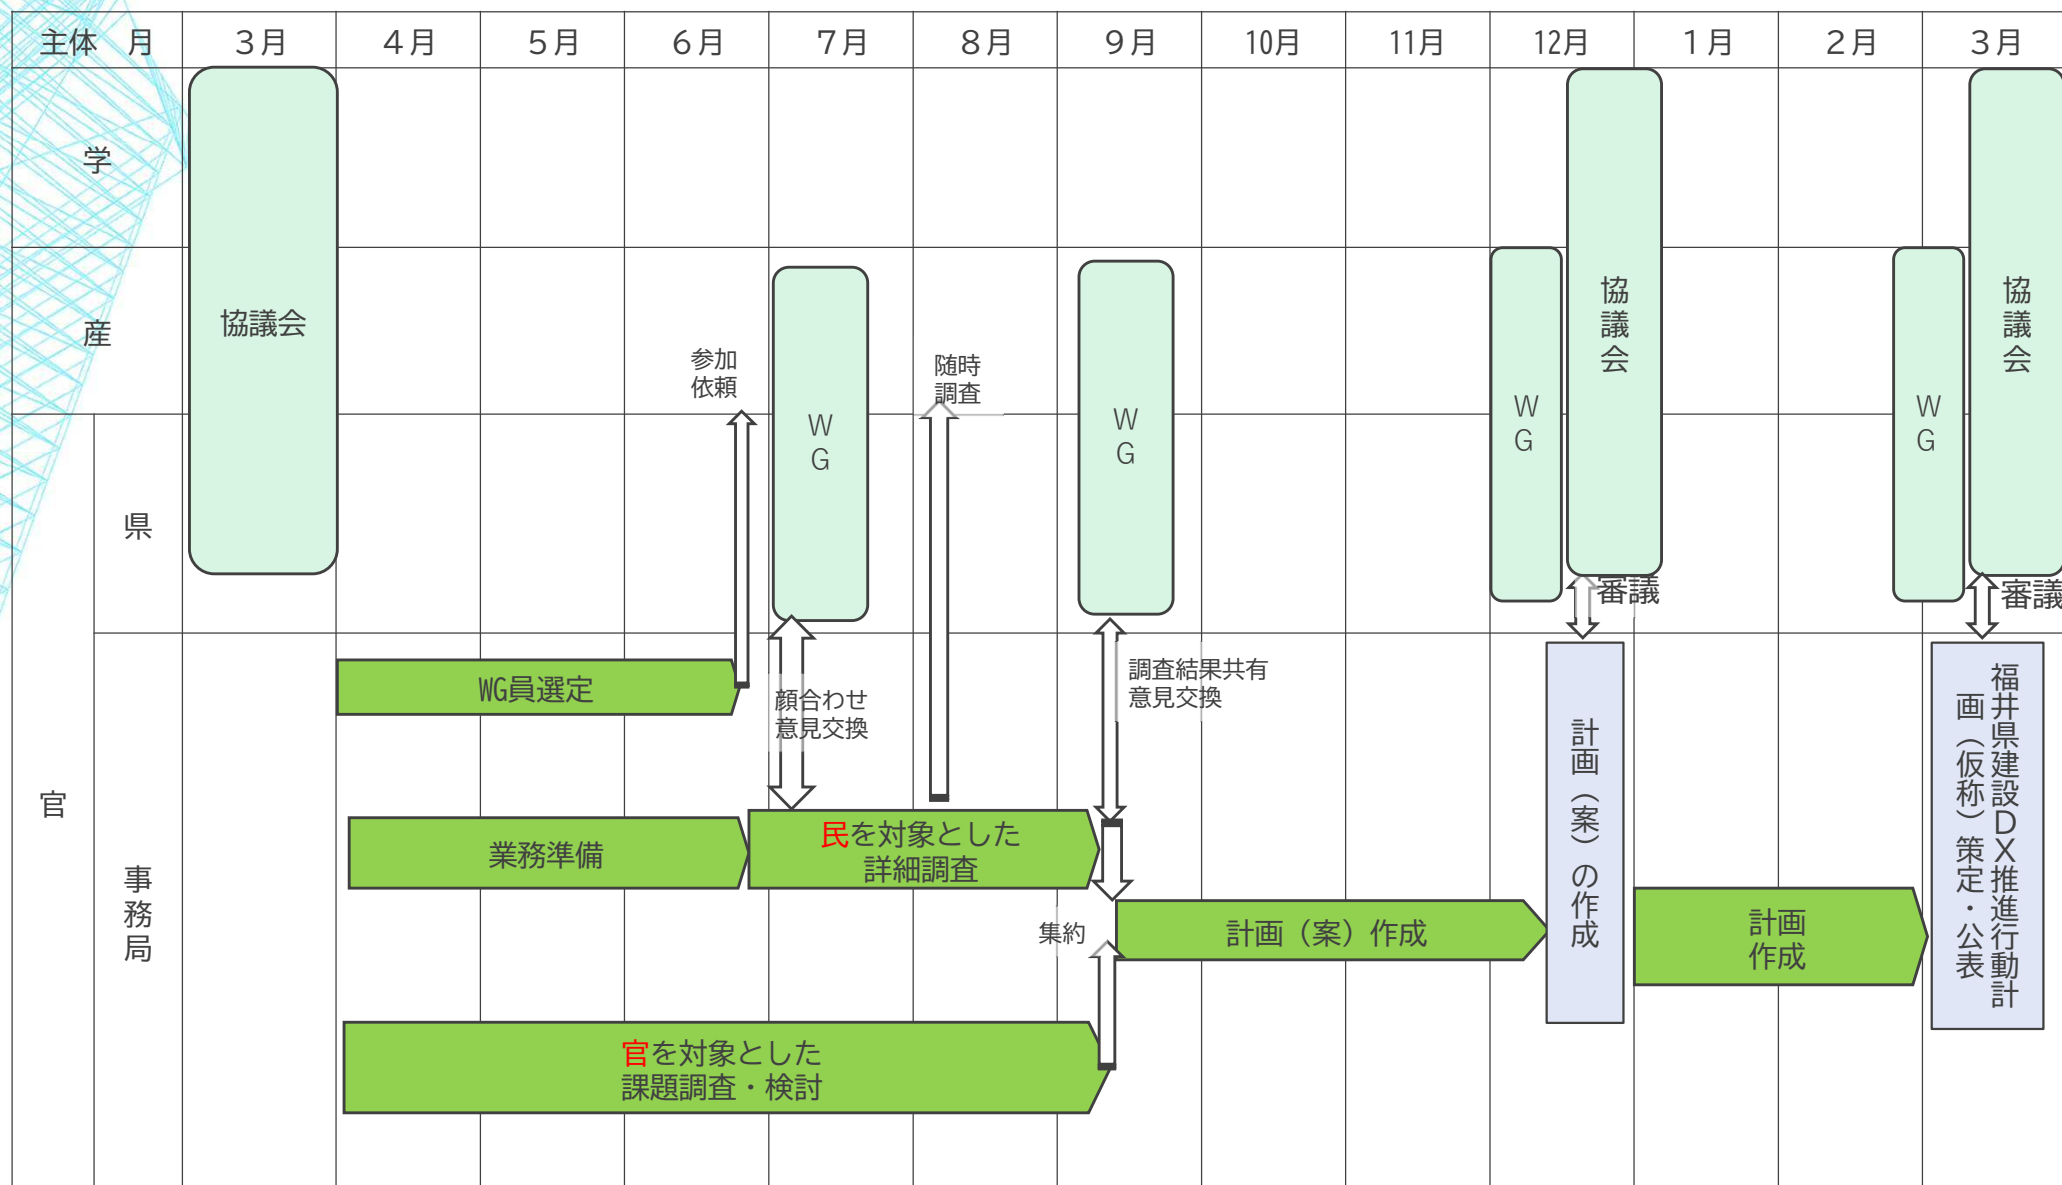 主体　月
３月
４月
５月
６月
７月
８月
９月
10月
11月
12月
１月
２月
３月
学
産
官
県
事務局
協議会
参加
依頼
ＷＧ
随時
調査
ＷＧ
ＷＧ
協議会
審議
ＷＧ
協議会
審議
WG員選定
顔合わせ
意見交換
調査結果共有
意見交換
業務準備
民を対象とした
詳細調査
集約
計画（案）作成
計画（案）の作成
計画
作成
福井県建設ＤＸ推進行動計
画（仮称）策定・公表
官を対象とした
課題調査・検討